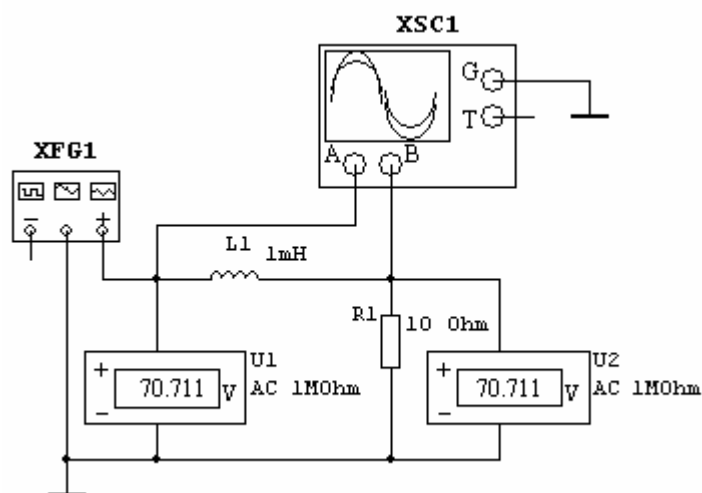 XSC1
G
T
A B
XFG1
− +
L1
1mH
R1
10 Ohm
+
70.711 V
−
U1
AC 1MOhm
+
70.711 V
−
U2
AC 1MOhm